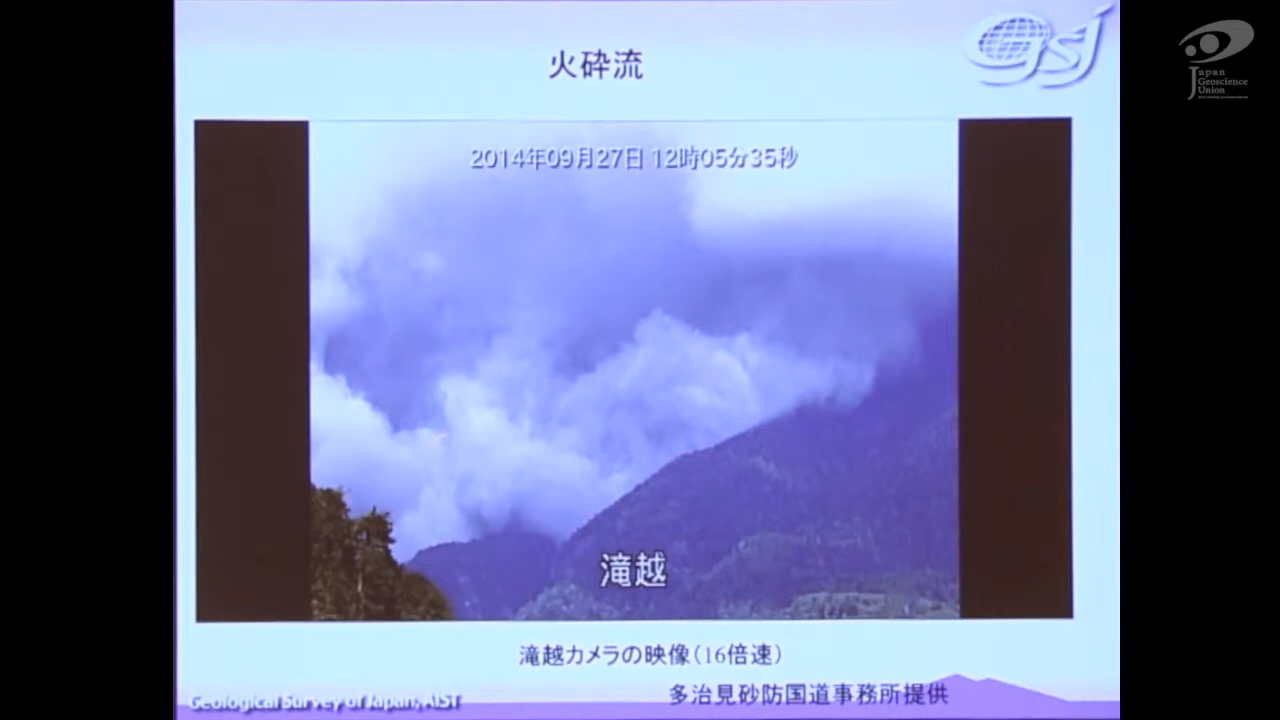 火砕流
GSJ
Japan
Geoscience
Union
2014年09月27日 12時05分35秒
滝越
滝越カメラの映像(16倍速)
多治見砂防国道事務所提供
Geological Survey of Japan, AIST